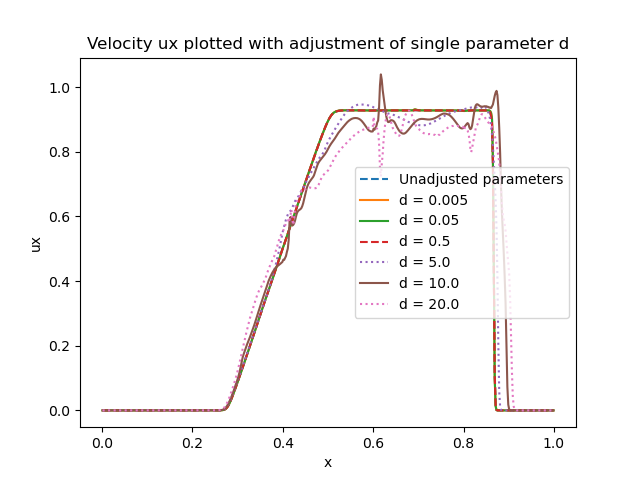 Velocity ux plotted with adjustment of single parameter d
ux
1.0
0.8
0.6
0.4
0.2
0.0
Unadjusted parameters
d = 0.005
d = 0.05
d = 0.5
d = 5.0
d = 10.0
d = 20.0
0.0 0.2 0.4 0.6 0.8 1.0
x